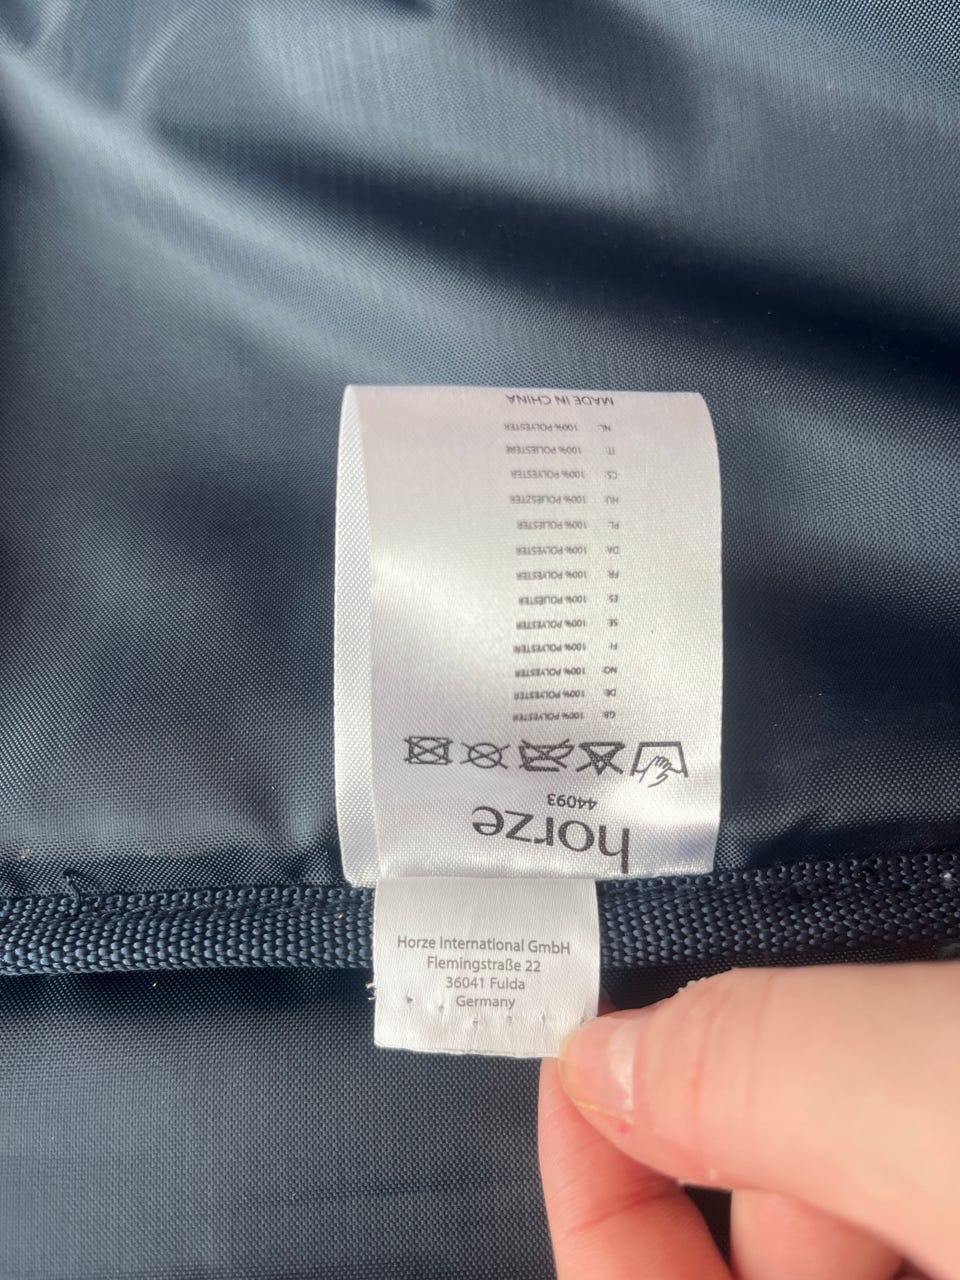 horze
44093
GB: 100% POLYESTER
DE: 100% POLYESTER
NO: 100% POLYESTER
FI: 100% POLYESTERI
SE: 100% POLYESTER
ES: 100% POLIESTER
FR: 100% POLYESTER
DA: 100% POLYESTER
PL: 100% POLIESTER
HU: 100% POLIESZTER
CS: 100% POLYESTER
IT: 100% POLIESTERE
NL: 100% POLYESTER
MADE IN CHINA
Horze International GmbH
Flemingstraße 22
36041 Fulda
Germany